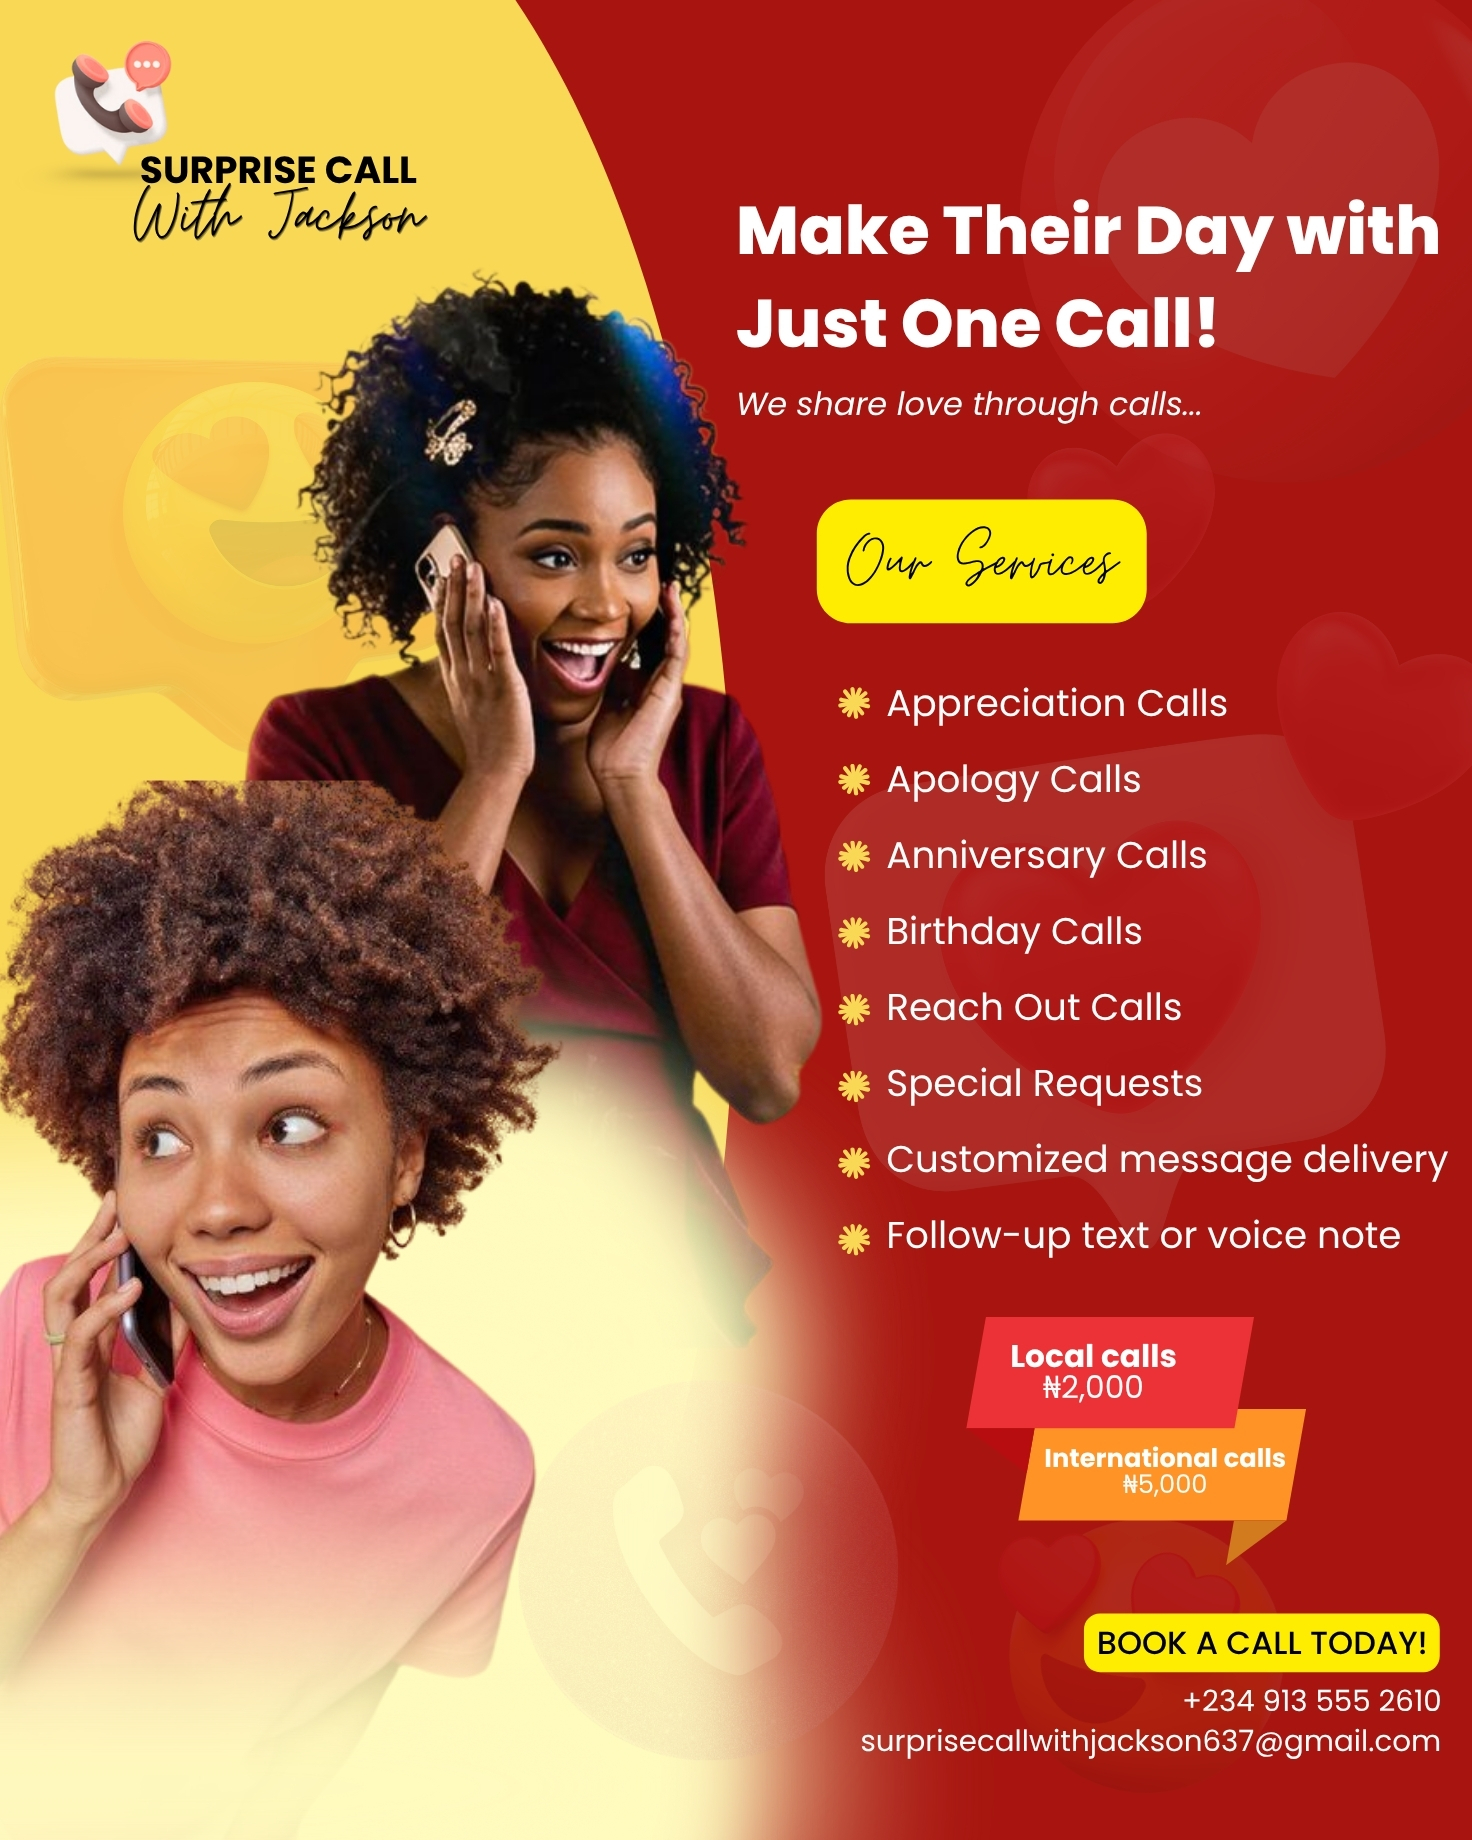 SURPRISE CALL
With Jackson
Make Their Day with
Just One Call!
We share love through calls...
Our Services
Appreciation Calls
Apology Calls
Anniversary Calls
Birthday Calls
Reach Out Calls
Special Requests
Customized message delivery
Follow-up text or voice note
Local calls
₦2,000
International calls
₦5,000
BOOK A CALL TODAY!
+234 913 555 2610
surprisecallwithjackson637@gmail.com